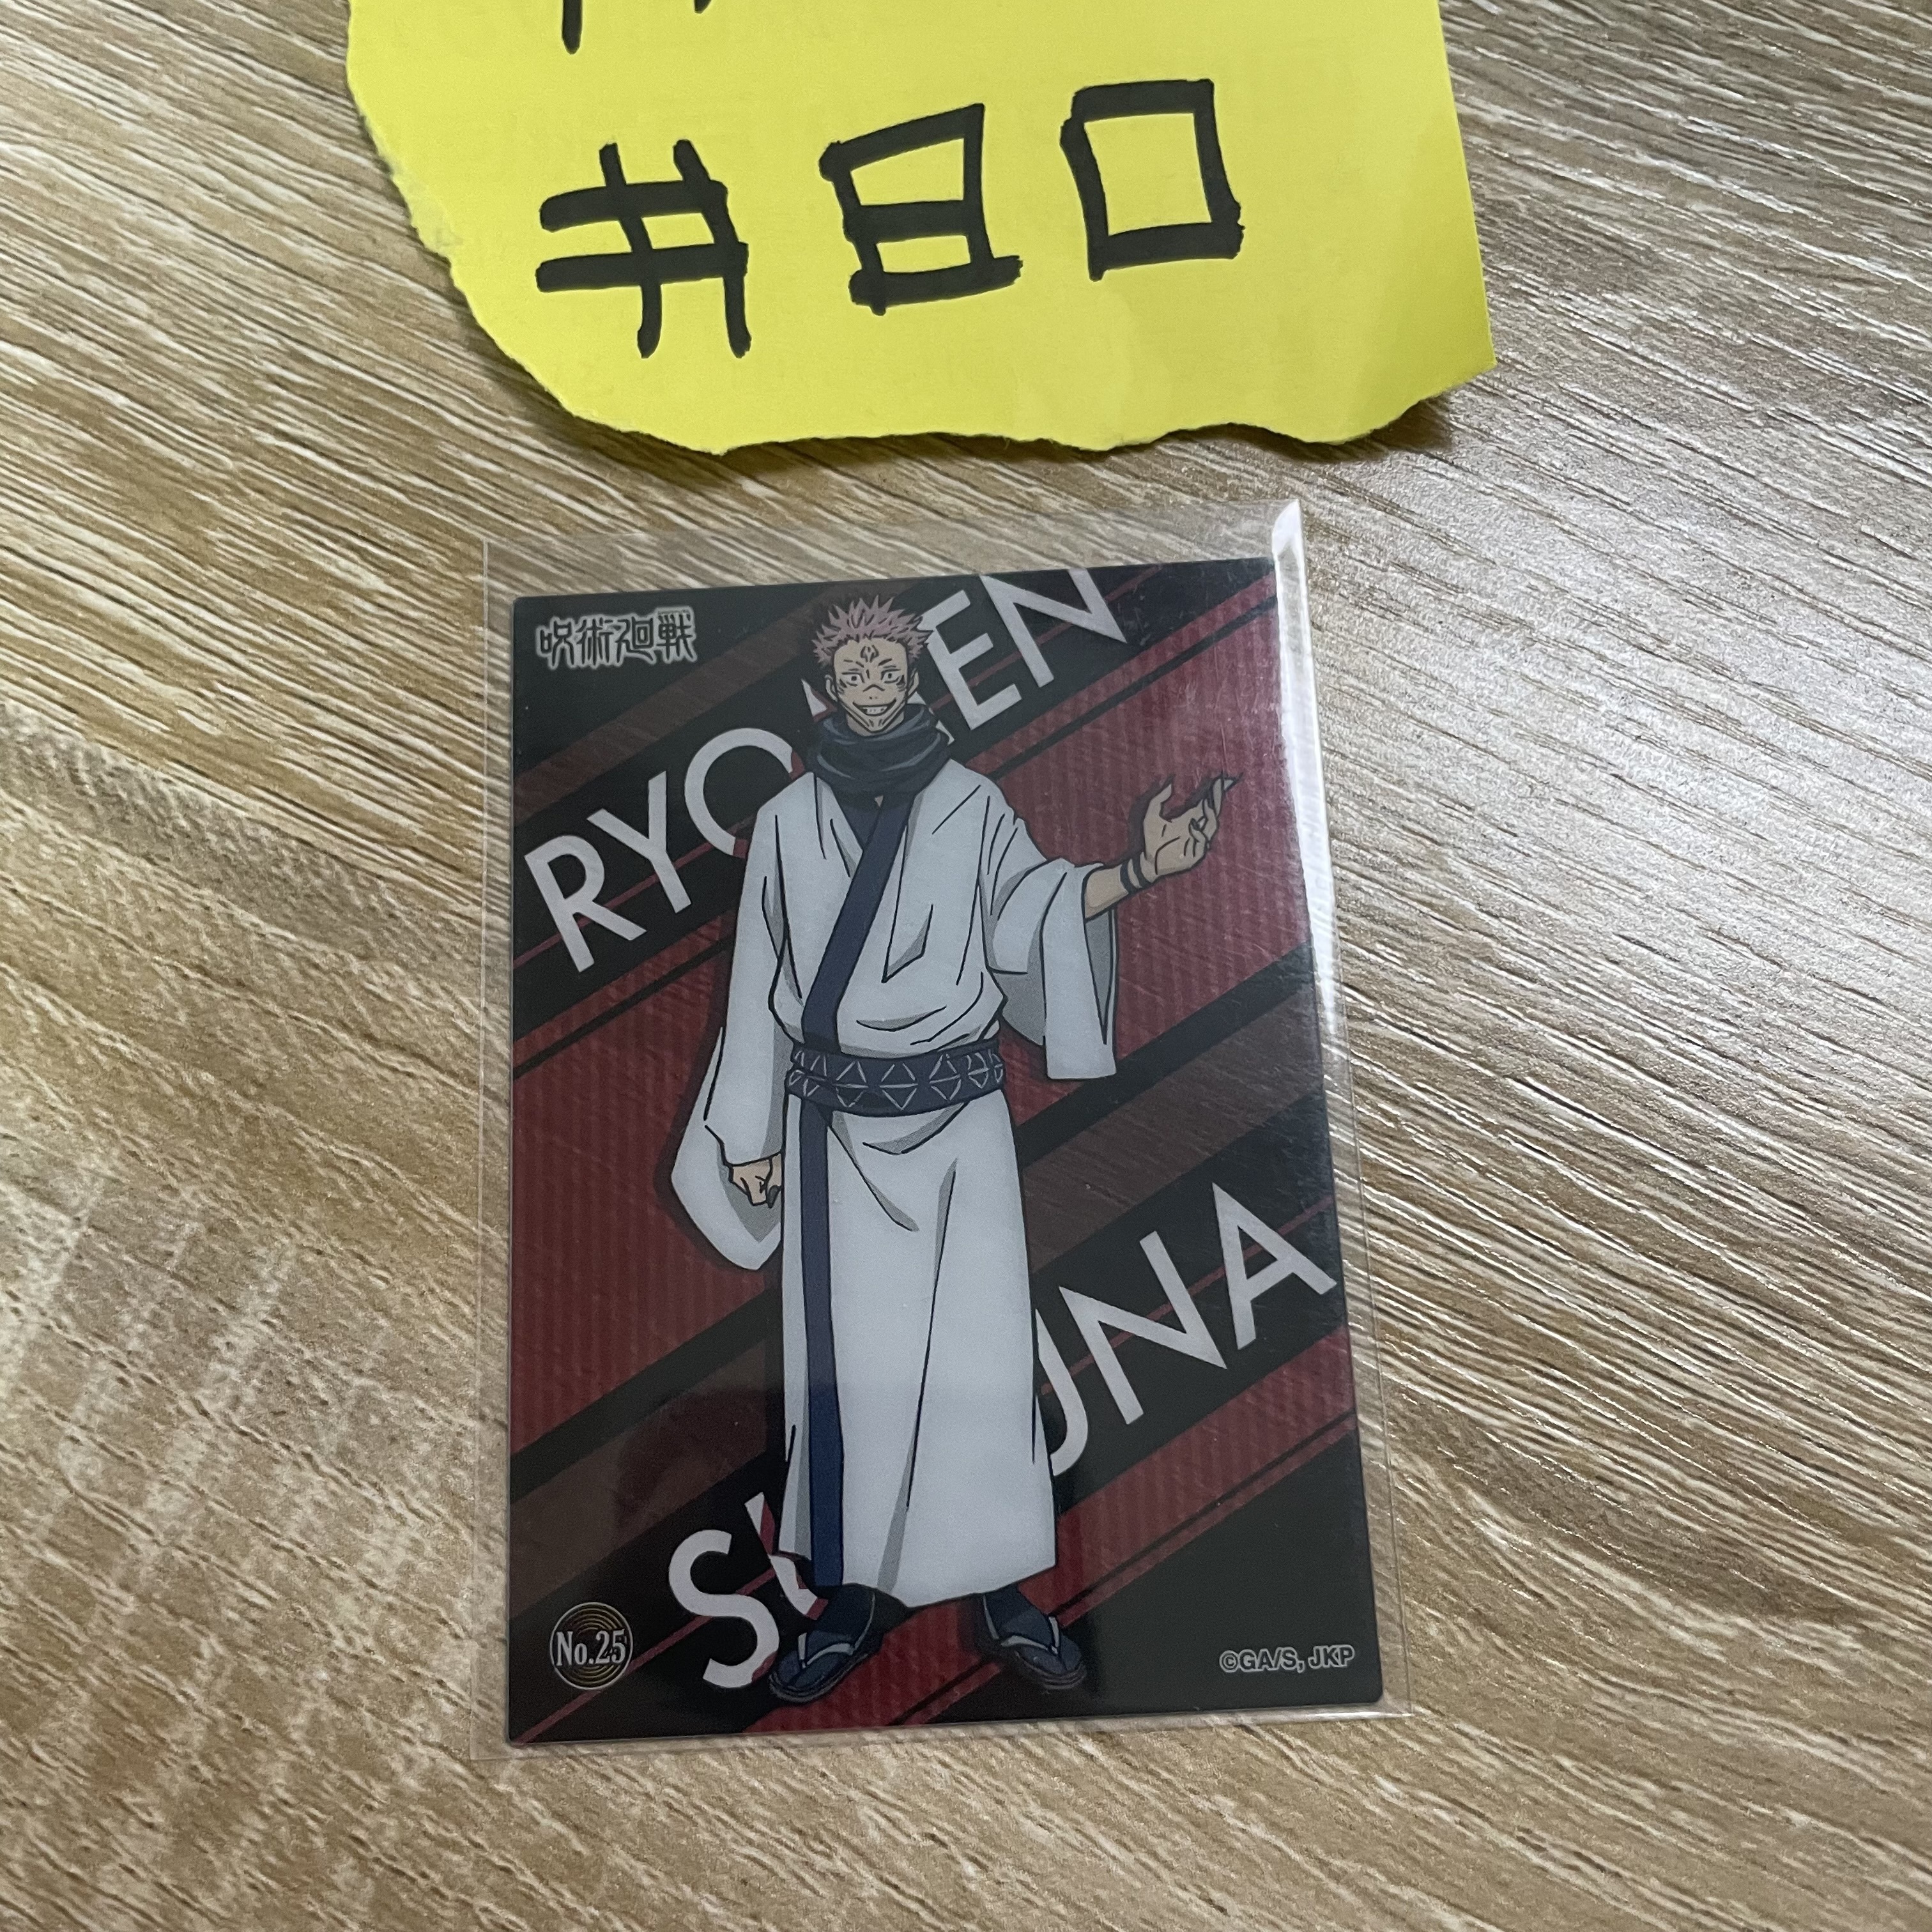 #80
呪術廻戦
RYOMEN
SUKUNA
No.25
©GA/S, JKP